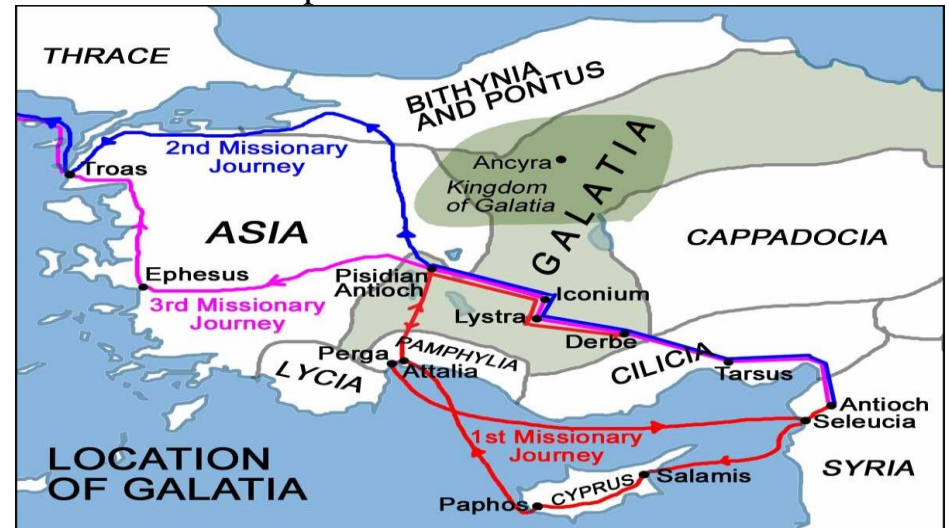 THRACE
BITHYNIA
AND PONTUS
2nd Missionary
Journey
Ancyra
Kingdom
of Galatia
GALATIA
Troas
ASIA
CAPPADOCIA
Ephesus
Pisidian
Antioch
3rd Missionary
Journey
Iconium
Lystra
Derbe
PAMPHYLIA
Perga
Attalia
LYCIA
CILICIA
Tarsus
Antioch
Seleucia
1st Missionary
Journey
SYRIA
LOCATION
OF GALATIA
Salamis
CYPRUS
Paphos